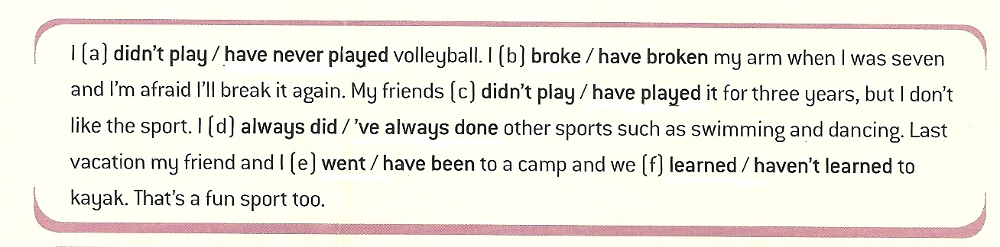 I (a) didn't play / have never played volleyball. I (b) broke / have broken my arm when I was seven
and I'm afraid I'll break it again. My friends (c) didn't play / have played it for three years, but I don't
like the sport. I (d) always did / 've always done other sports such as swimming and dancing. Last
vacation my friend and I (e) went / have been to a camp and we (f) learned / haven't learned to
kayak. That's a fun sport too.